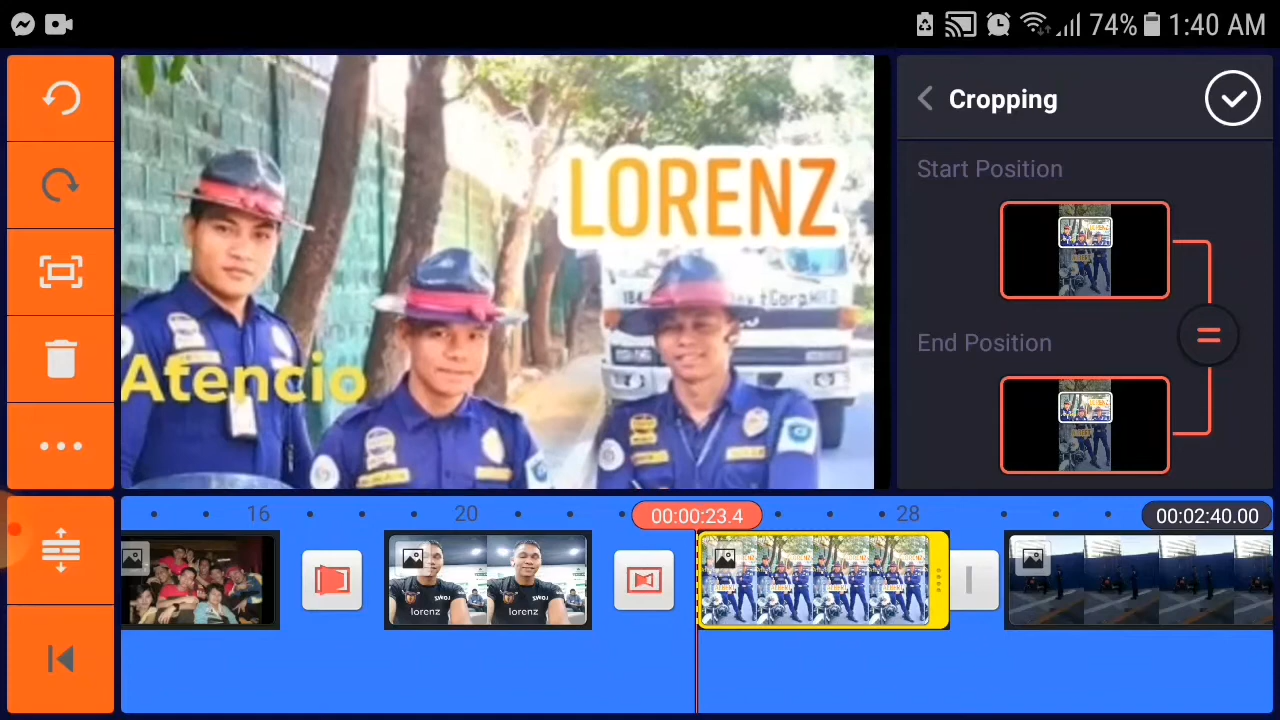 74% 1:40 AM
Cropping
Start Position
LORENZ
End Position
Atencio
16
20
00:00:23.4
28
00:02:40.00
lorenz
lorenz